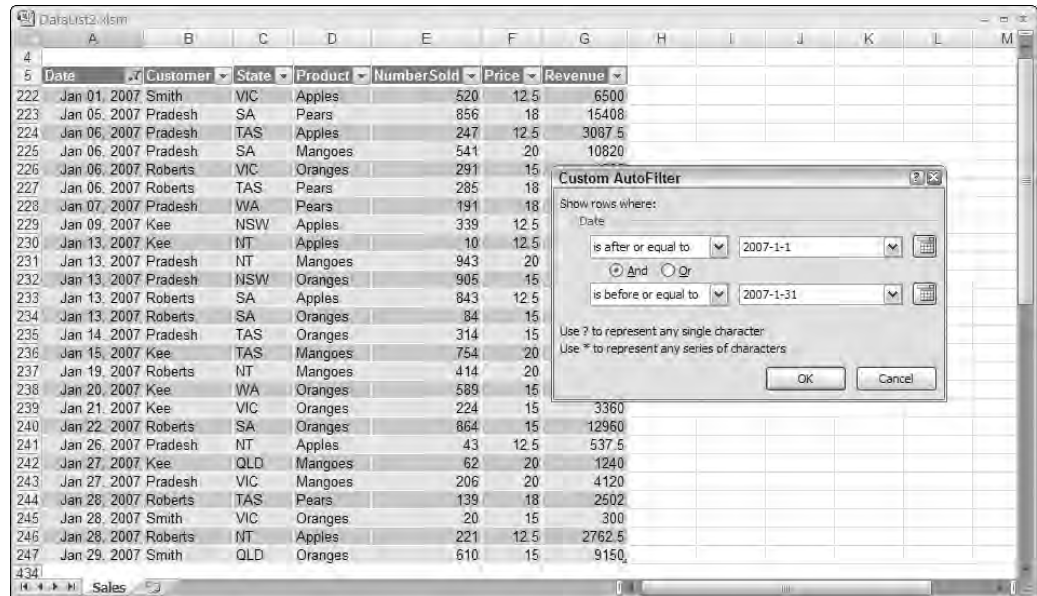 DataList2.xlsm
A B C D E F G H I J K L M
4
5 Date Customer State Product NumberSold Price Revenue
222 Jan 01, 2007 Smith VIC Apples 520 12.5 6500
223 Jan 05, 2007 Pradesh SA Pears 856 18 15408
224 Jan 06, 2007 Pradesh TAS Apples 247 12.5 3087.5
225 Jan 06, 2007 Pradesh SA Mangoes 541 20 10820
226 Jan 06, 2007 Roberts VIC Oranges 291 15
227 Jan 06, 2007 Roberts TAS Pears 285 18
228 Jan 07, 2007 Pradesh WA Pears 191 18
229 Jan 09, 2007 Kee NSW Apples 339 12.5
230 Jan 13, 2007 Kee NT Apples 10 12.5
231 Jan 13, 2007 Pradesh NT Mangoes 943 20
232 Jan 13, 2007 Pradesh NSW Oranges 905 15
233 Jan 13, 2007 Roberts SA Apples 843 12.5
234 Jan 13, 2007 Roberts SA Oranges 84 15
235 Jan 14, 2007 Pradesh TAS Oranges 314 15
236 Jan 15, 2007 Kee TAS Mangoes 754 20
237 Jan 19, 2007 Roberts NT Mangoes 414 20
238 Jan 20, 2007 Kee WA Oranges 589 15
239 Jan 21, 2007 Kee VIC Oranges 224 15 3360
240 Jan 22, 2007 Roberts SA Oranges 864 15 12960
241 Jan 26, 2007 Pradesh NT Apples 43 12.5 537.5
242 Jan 27, 2007 Kee QLD Mangoes 62 20 1240
243 Jan 27, 2007 Pradesh VIC Mangoes 206 20 4120
244 Jan 28, 2007 Roberts TAS Pears 139 18 2502
245 Jan 28, 2007 Smith VIC Oranges 20 15 300
246 Jan 28, 2007 Roberts NT Apples 221 12.5 2762.5
247 Jan 29, 2007 Smith QLD Oranges 610 15 9150
434
Sales
Custom AutoFilter
Show rows where:
Date
is after or equal to 2007-1-1
And Or
is before or equal to 2007-1-31
Use ? to represent any single character
Use * to represent any series of characters
OK Cancel